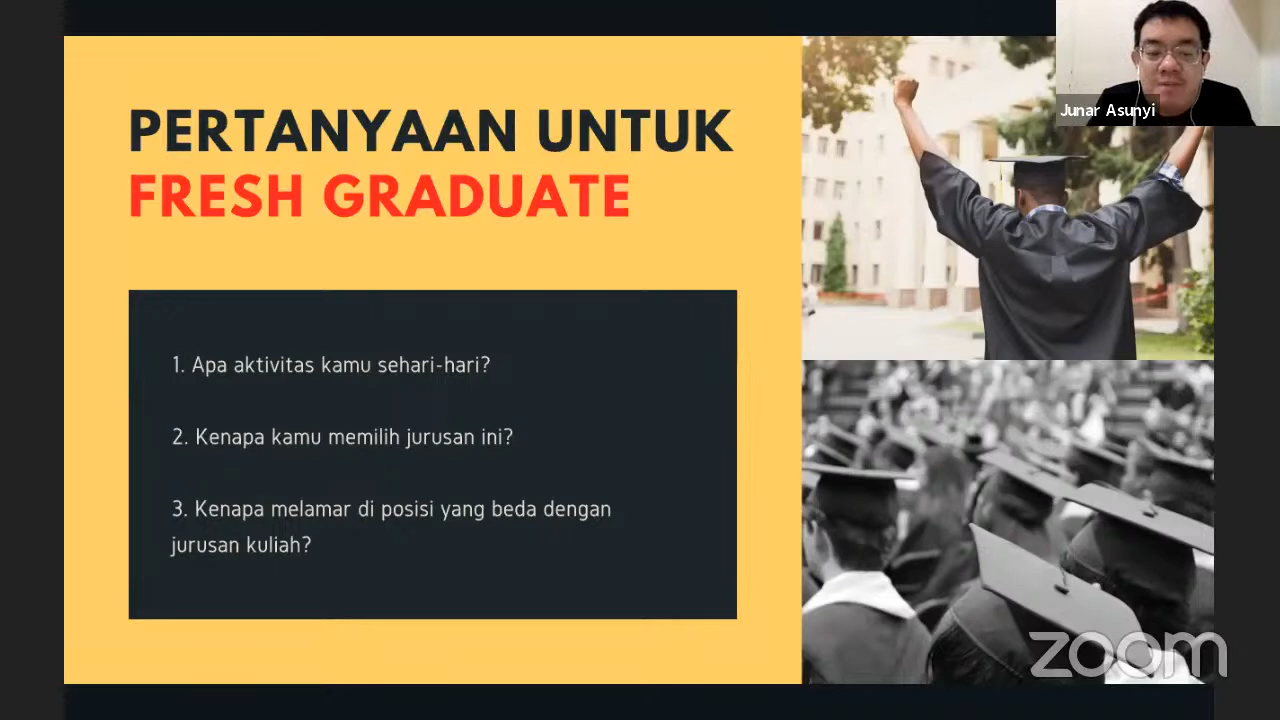 PERTANYAAN UNTUK
FRESH GRADUATE
1. Apa aktivitas kamu sehari-hari?
2. Kenapa kamu memilih jurusan ini?
3. Kenapa melamar di posisi yang beda dengan
jurusan kuliah?
Junar Asunyi
zoom